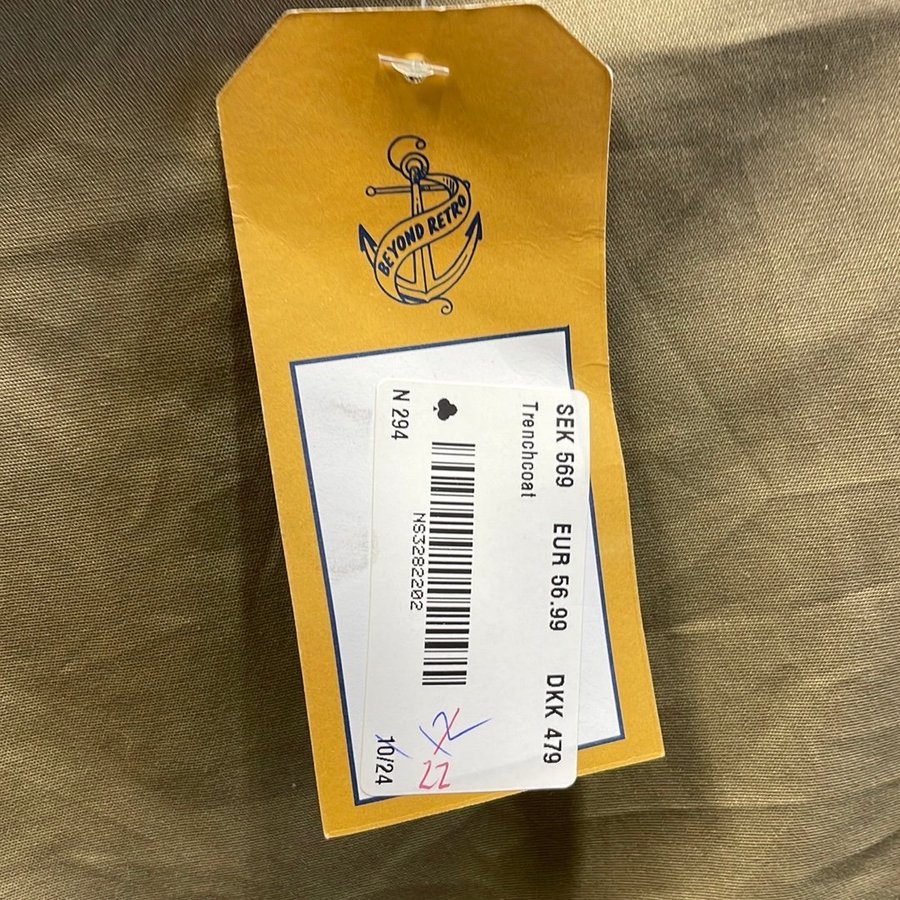 BEYOND RETRO
SEK 569 EUR 56.99 DKK 479
Trenchcoat
NS3282202
N 294 10/24
22